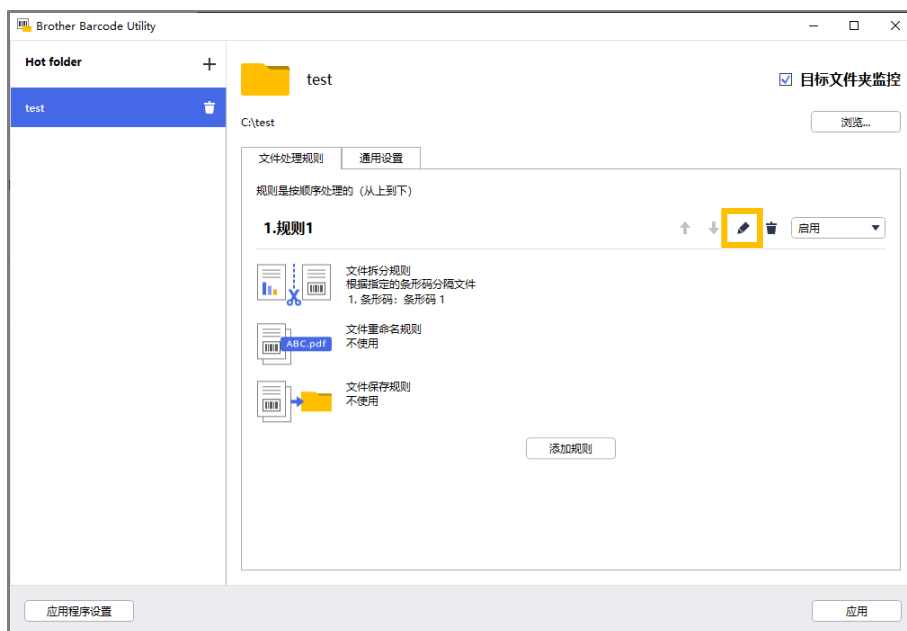 Brother Barcode Utility
Hot folder
test
test
目标文件夹监控
C:\test
浏览...
文件处理规则
通用设置
规则是按顺序处理的（从上到下）
1.规则1
启用
文件拆分规则
根据指定的条形码分隔文件
1. 条形码：条形码 1
ABC.pdf
文件重命名规则
不使用
文件保存规则
不使用
添加规则
应用程序设置
应用